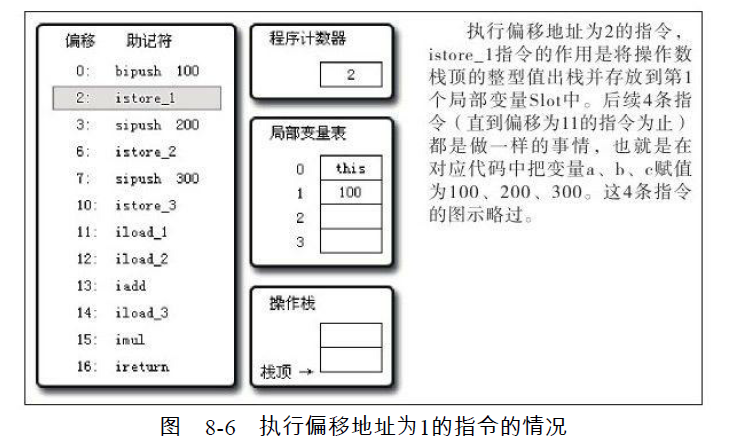 偏移 助记符
0: bipush 100
2: istore_1
3: sipush 200
6: istore_2
7: sipush 300
10: istore_3
11: iload_1
12: iload_2
13: iadd
14: iload_3
15: imul
16: ireturn
程序计数器
2
局部变量表
0 this
1 100
2
3
操作栈
栈顶 →
执行偏移地址为2的指令，
istore_1指令的作用是将操作数
栈顶的整型值出栈并存放到第1
个局部变量Slot中。后续4条指
令（直到偏移为11的指令为止）
都是做一样的事情，也就是在
对应代码中把变量a、b、c赋值
为100、200、300。这4条指令
的图示略过。
图 8-6 执行偏移地址为1的指令的情况